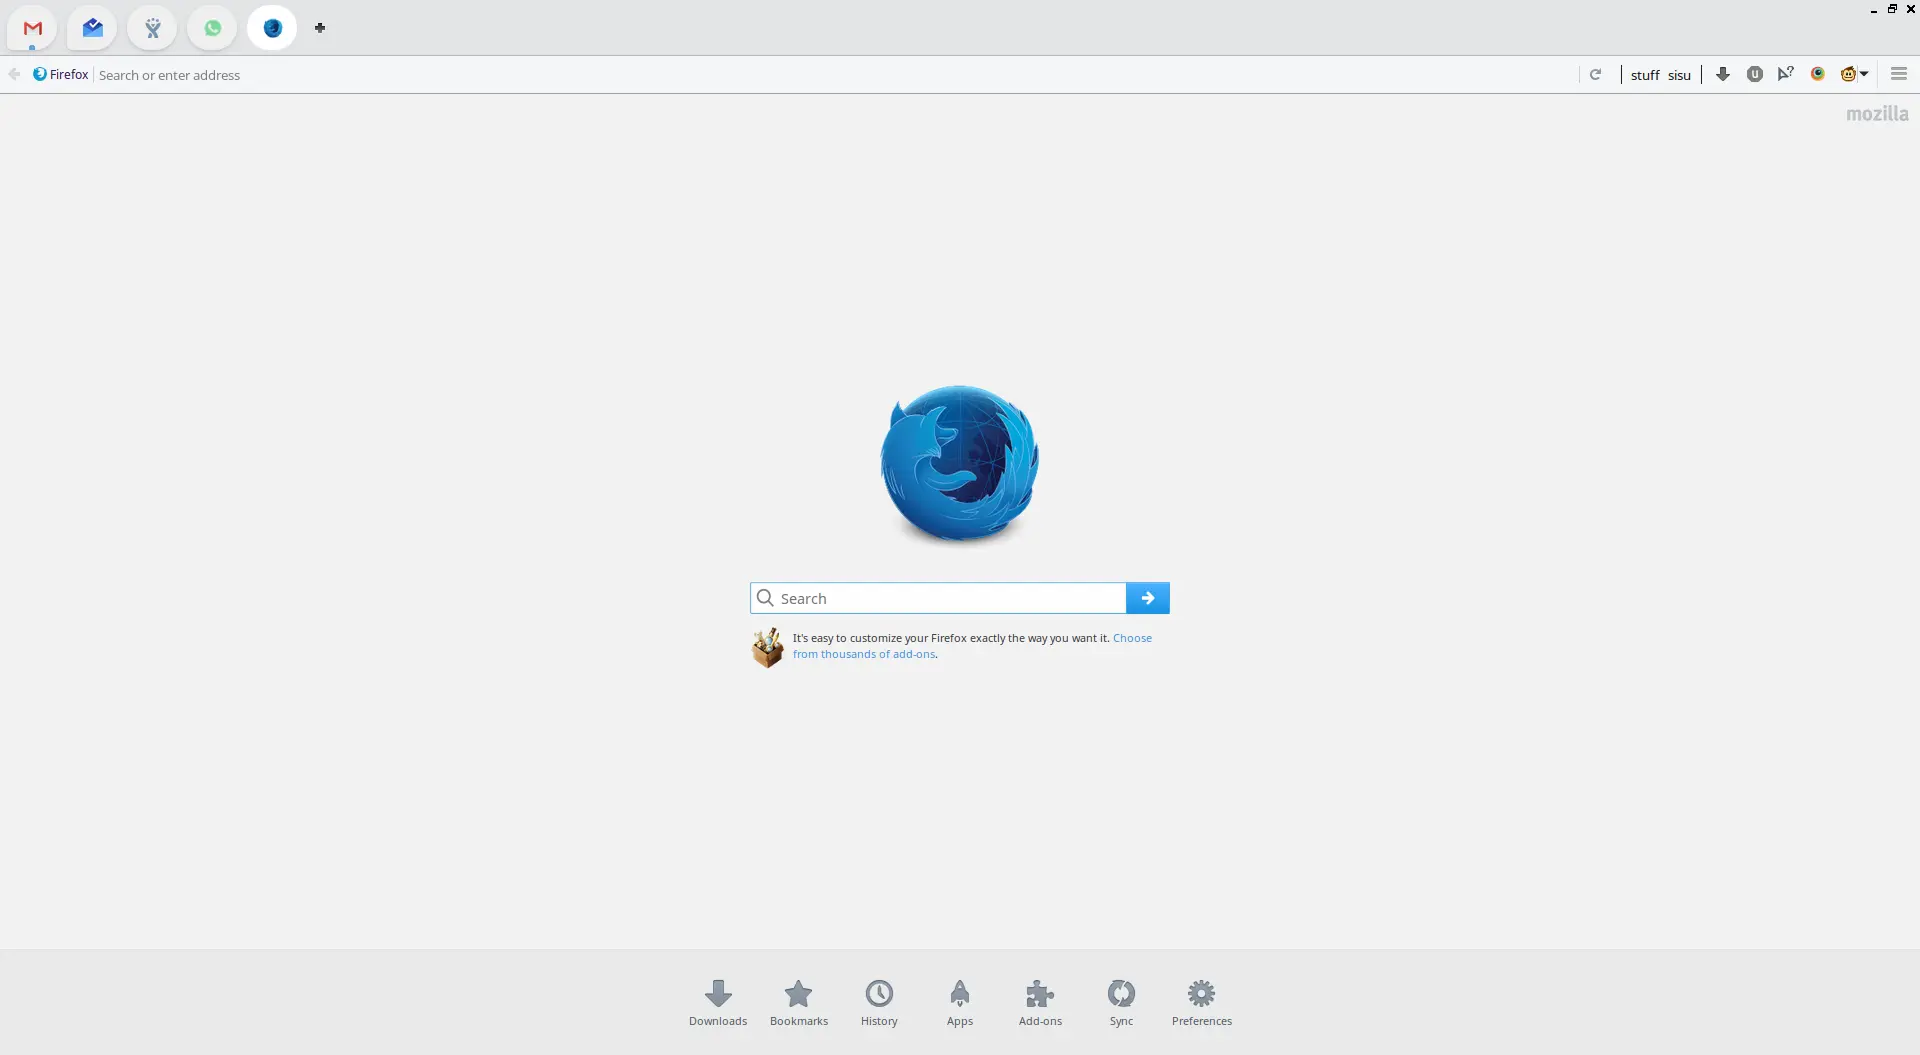 Firefox Search or enter address stuff sisu
mozilla
Search
It's easy to customize your Firefox exactly the way you want it. Choose
from thousands of add-ons.
Downloads Bookmarks History Apps Add-ons Sync Preferences